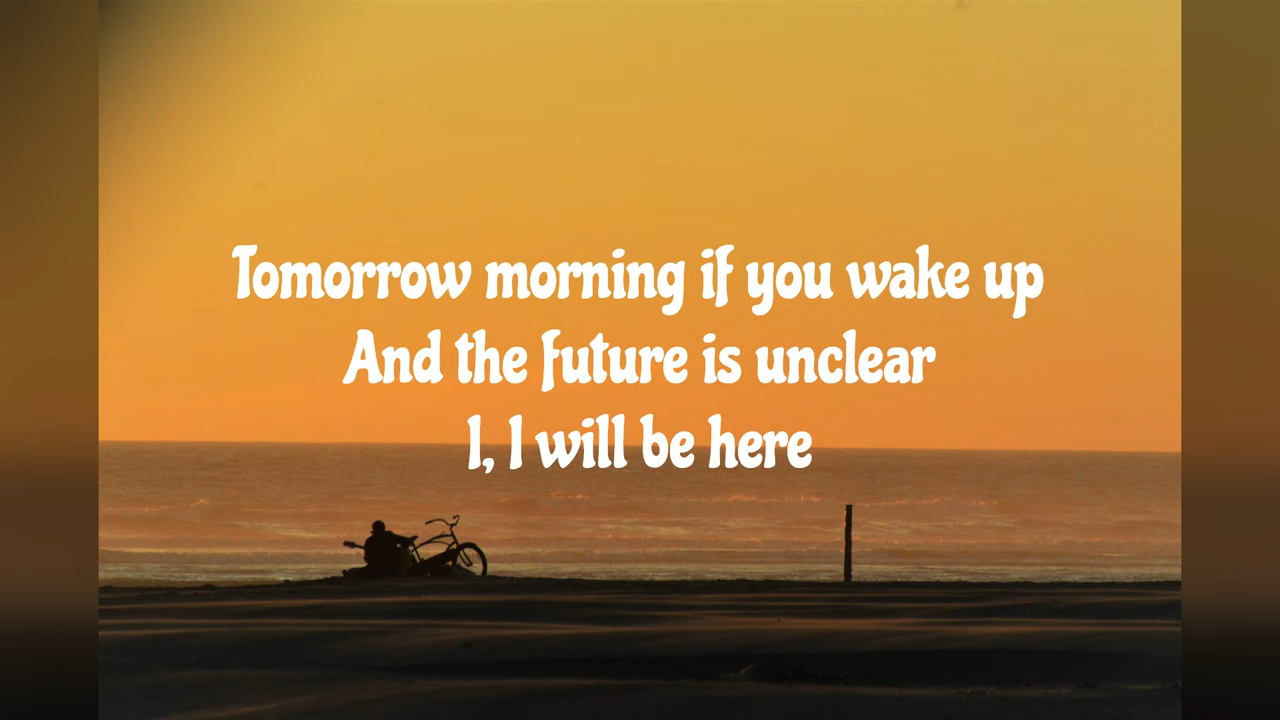 Tomorrow morning if you wake up
And the future is unclear
I, I will be here